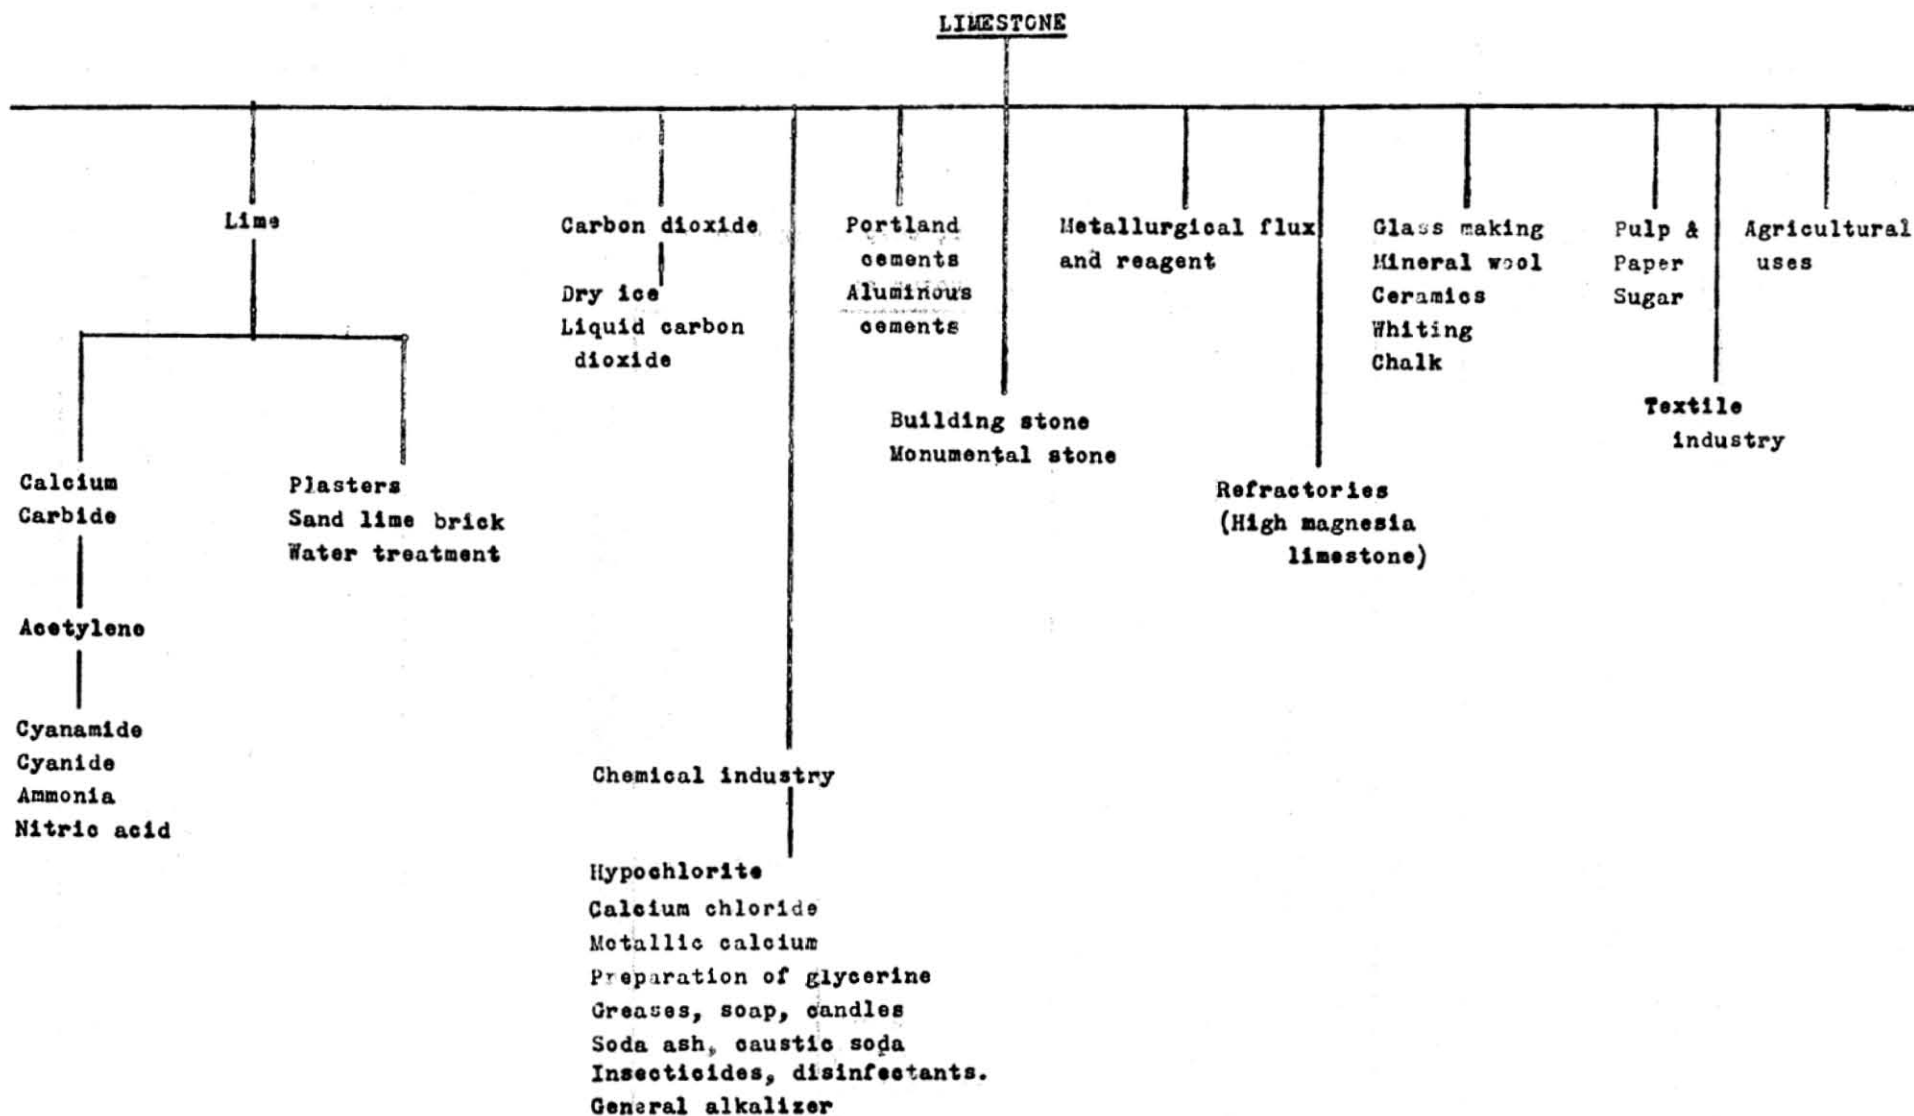 LIMESTONE
Lime
Carbon dioxide
Dry ice
Liquid carbon
dioxide
Portland
cements
Aluminous
cements
Metallurgical flux
and reagent
Glass making
Mineral wool
Ceramics
Whiting
Chalk
Pulp &
Paper
Sugar
Agricultural
uses
Building stone
Monumental stone
Textile
industry
Calcium
Carbide
Plasters
Sand lime brick
Water treatment
Refractories
(High magnesia
limestone)
Acetylene
Cyanamide
Cyanide
Ammonia
Nitric acid
Chemical industry
Hypochlorite
Calcium chloride
Metallic calcium
Preparation of glycerine
Greases, soap, candles
Soda ash, caustic soda
Insecticides, disinfectants.
General alkalizer